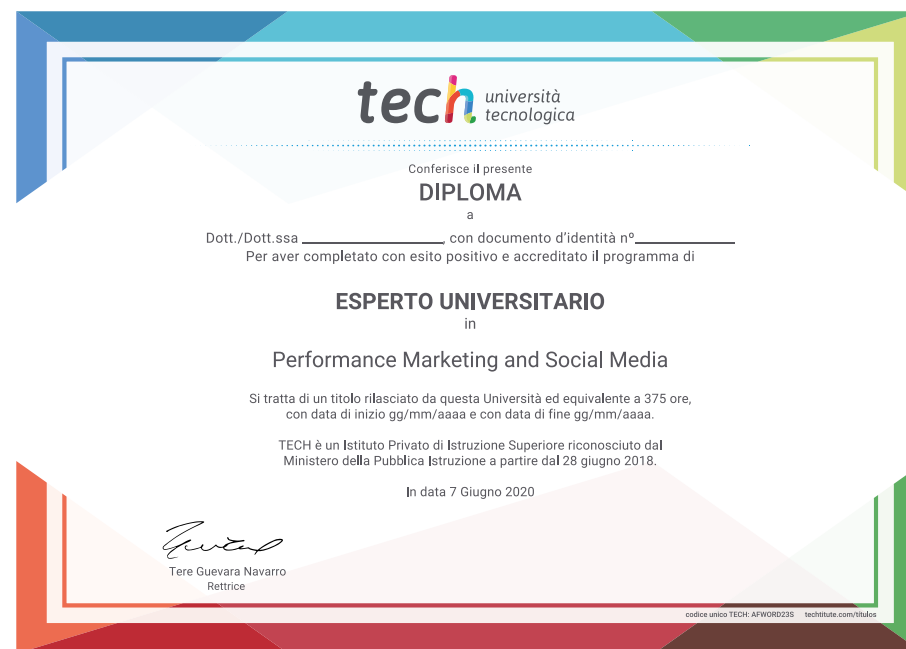 tech università
tecnologica
Conferisce il presente
DIPLOMA
a
Dott./Dott.ssa ____________________, con documento d'identità nº______________
Per aver completato con esito positivo e accreditato il programma di
ESPERTO UNIVERSITARIO
in
Performance Marketing and Social Media
Si tratta di un titolo rilasciato da questa Università ed equivalente a 375 ore,
con data di inizio gg/mm/aaaa e con data di fine gg/mm/aaaa.
TECH è un Istituto Privato di Istruzione Superiore riconosciuto dal
Ministero della Pubblica Istruzione a partire dal 28 giugno 2018.
In data 7 Giugno 2020
Tere Guevara Navarro
Rettrice
codice unico TECH: AFWORD23S techtitute.com/titulos